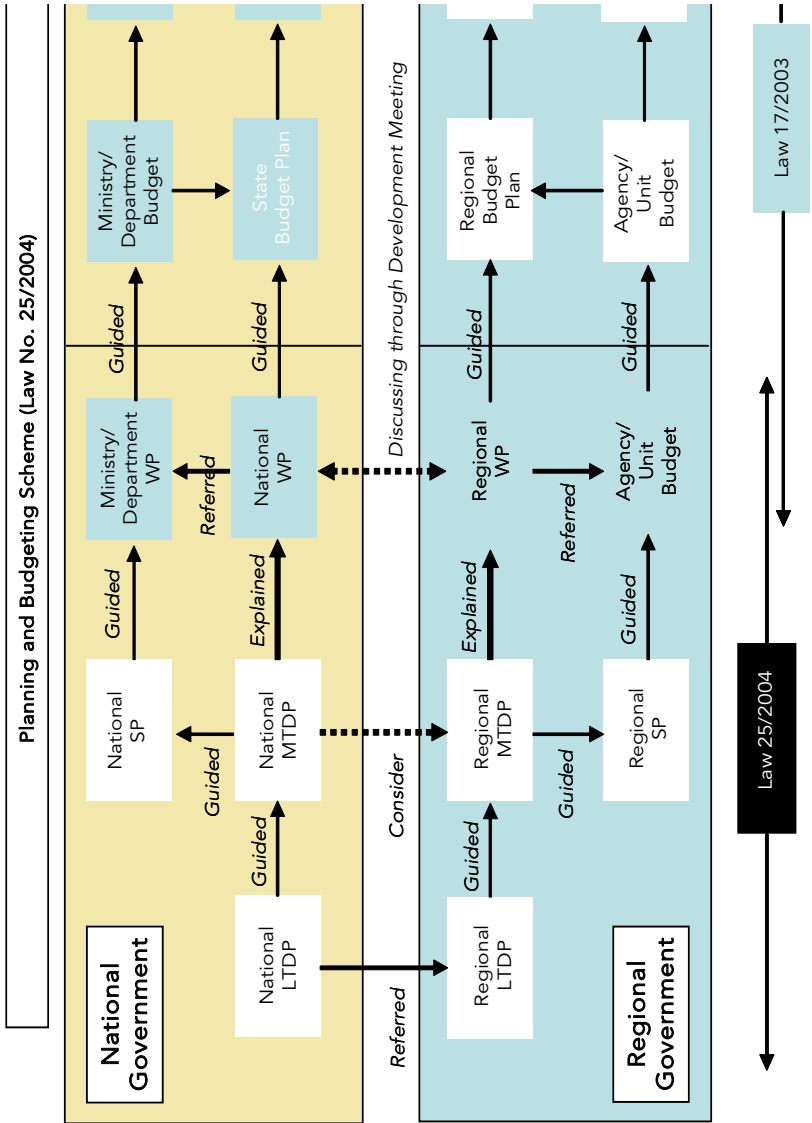 Planning and Budgeting Scheme (Law No. 25/2004)
National
Government
National
LTDP
Guided
National
MTDP
Guided
National
SP
Guided
Explained
Ministry/
Department
WP
Referred
National
WP
Guided
Guided
Ministry/
Department
Budget
State
Budget Plan
Referred
Consider
Discussing through Development Meeting
Regional
LTDP
Guided
Regional
MTDP
Guided
Regional
SP
Explained
Guided
Regional
WP
Referred
Agency/
Unit
Budget
Guided
Guided
Regional
Budget
Plan
Agency/
Unit
Budget
Regional
Government
Law 25/2004
Law 17/2003